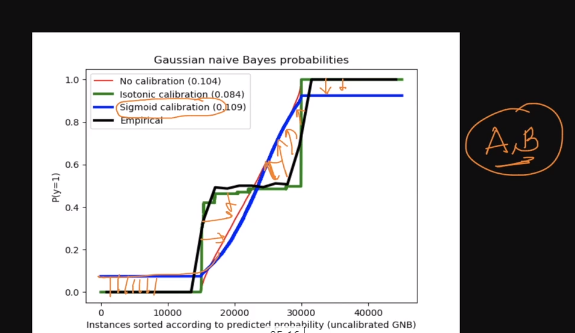 Gaussian naive Bayes probabilities
No calibration (0.104)
Isotonic calibration (0.084)
Sigmoid calibration (0.109)
Empirical
A,B
1.0
0.8
0.6
0.4
0.2
0.0
P(y=1)
0 10000 20000 30000 40000
Instances sorted according to predicted probability (uncalibrated GNB)